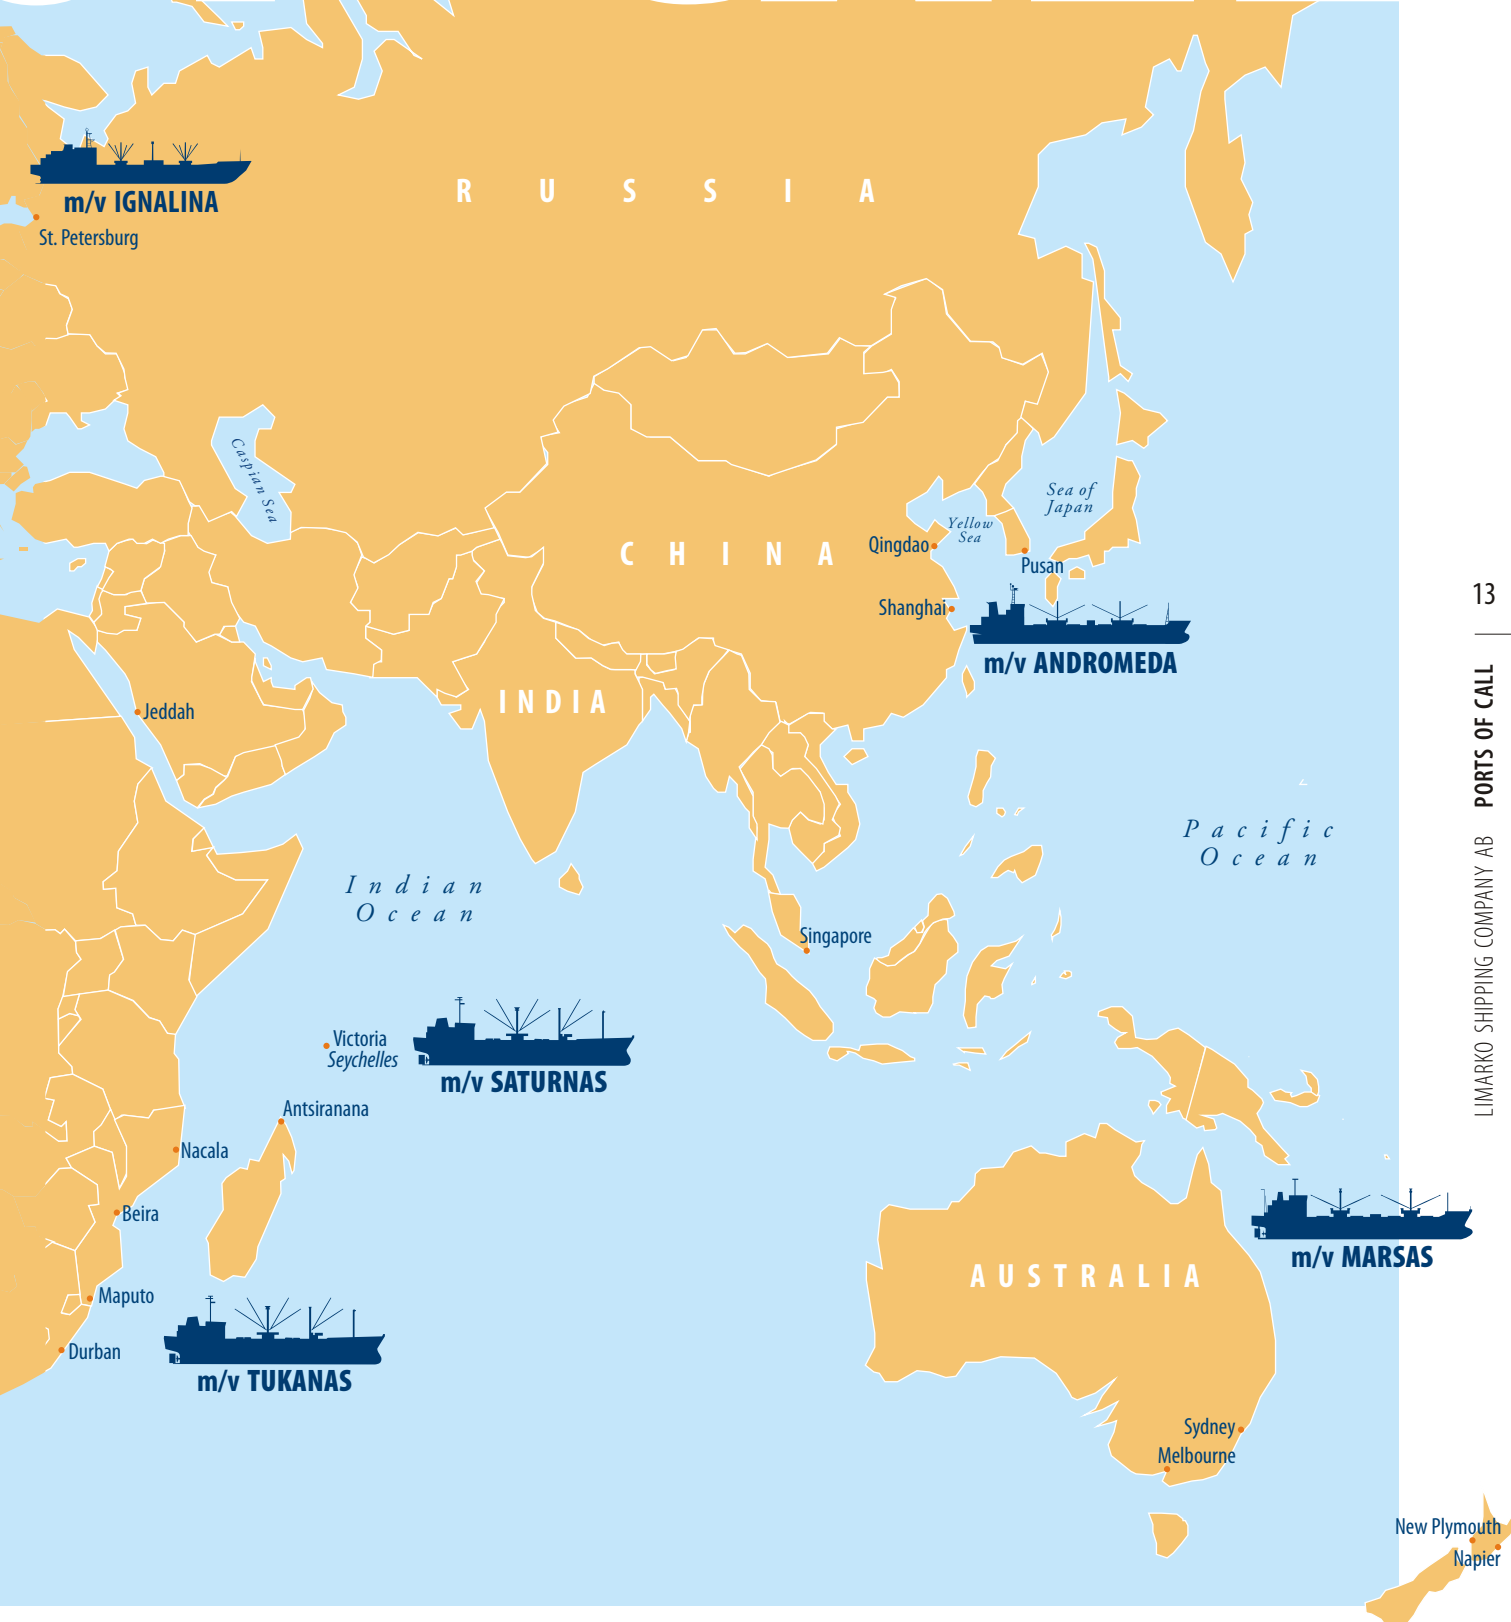 m/v IGNALINA
St. Petersburg
R U S S I A
Caspian Sea
Sea of
Japan
Yellow
Sea
Qingdao
C H I N A
Pusan
Shanghai
m/v ANDROMEDA
INDIA
Jeddah
Pacific
Ocean
Indian
Ocean
Singapore
Victoria
Seychelles
m/v SATURNAS
Antsiranana
Nacala
Beira
m/v MARSAS
AUSTRALIA
Maputo
Durban
m/v TUKANAS
Sydney
Melbourne
New Plymouth
Napier
13
LIMARKO SHIPPING COMPANY AB PORTS OF CALL